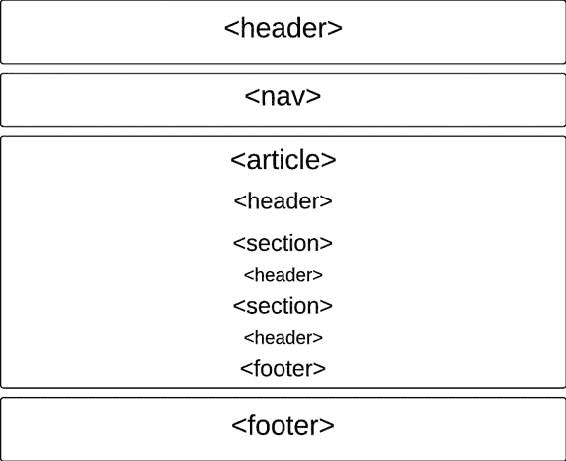 <header>
<nav>
<article>
<header>
<section>
<header>
<section>
<header>
<footer>
<footer>